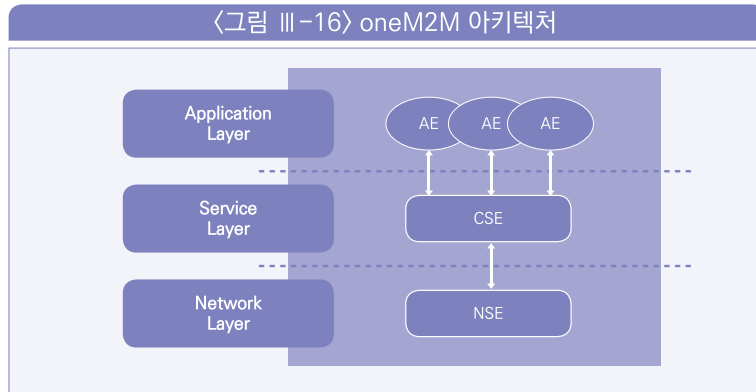 〈그림 Ⅲ-16〉 oneM2M 아키텍처
Application
Layer
AE
AE
AE
Service
Layer
CSE
Network
Layer
NSE